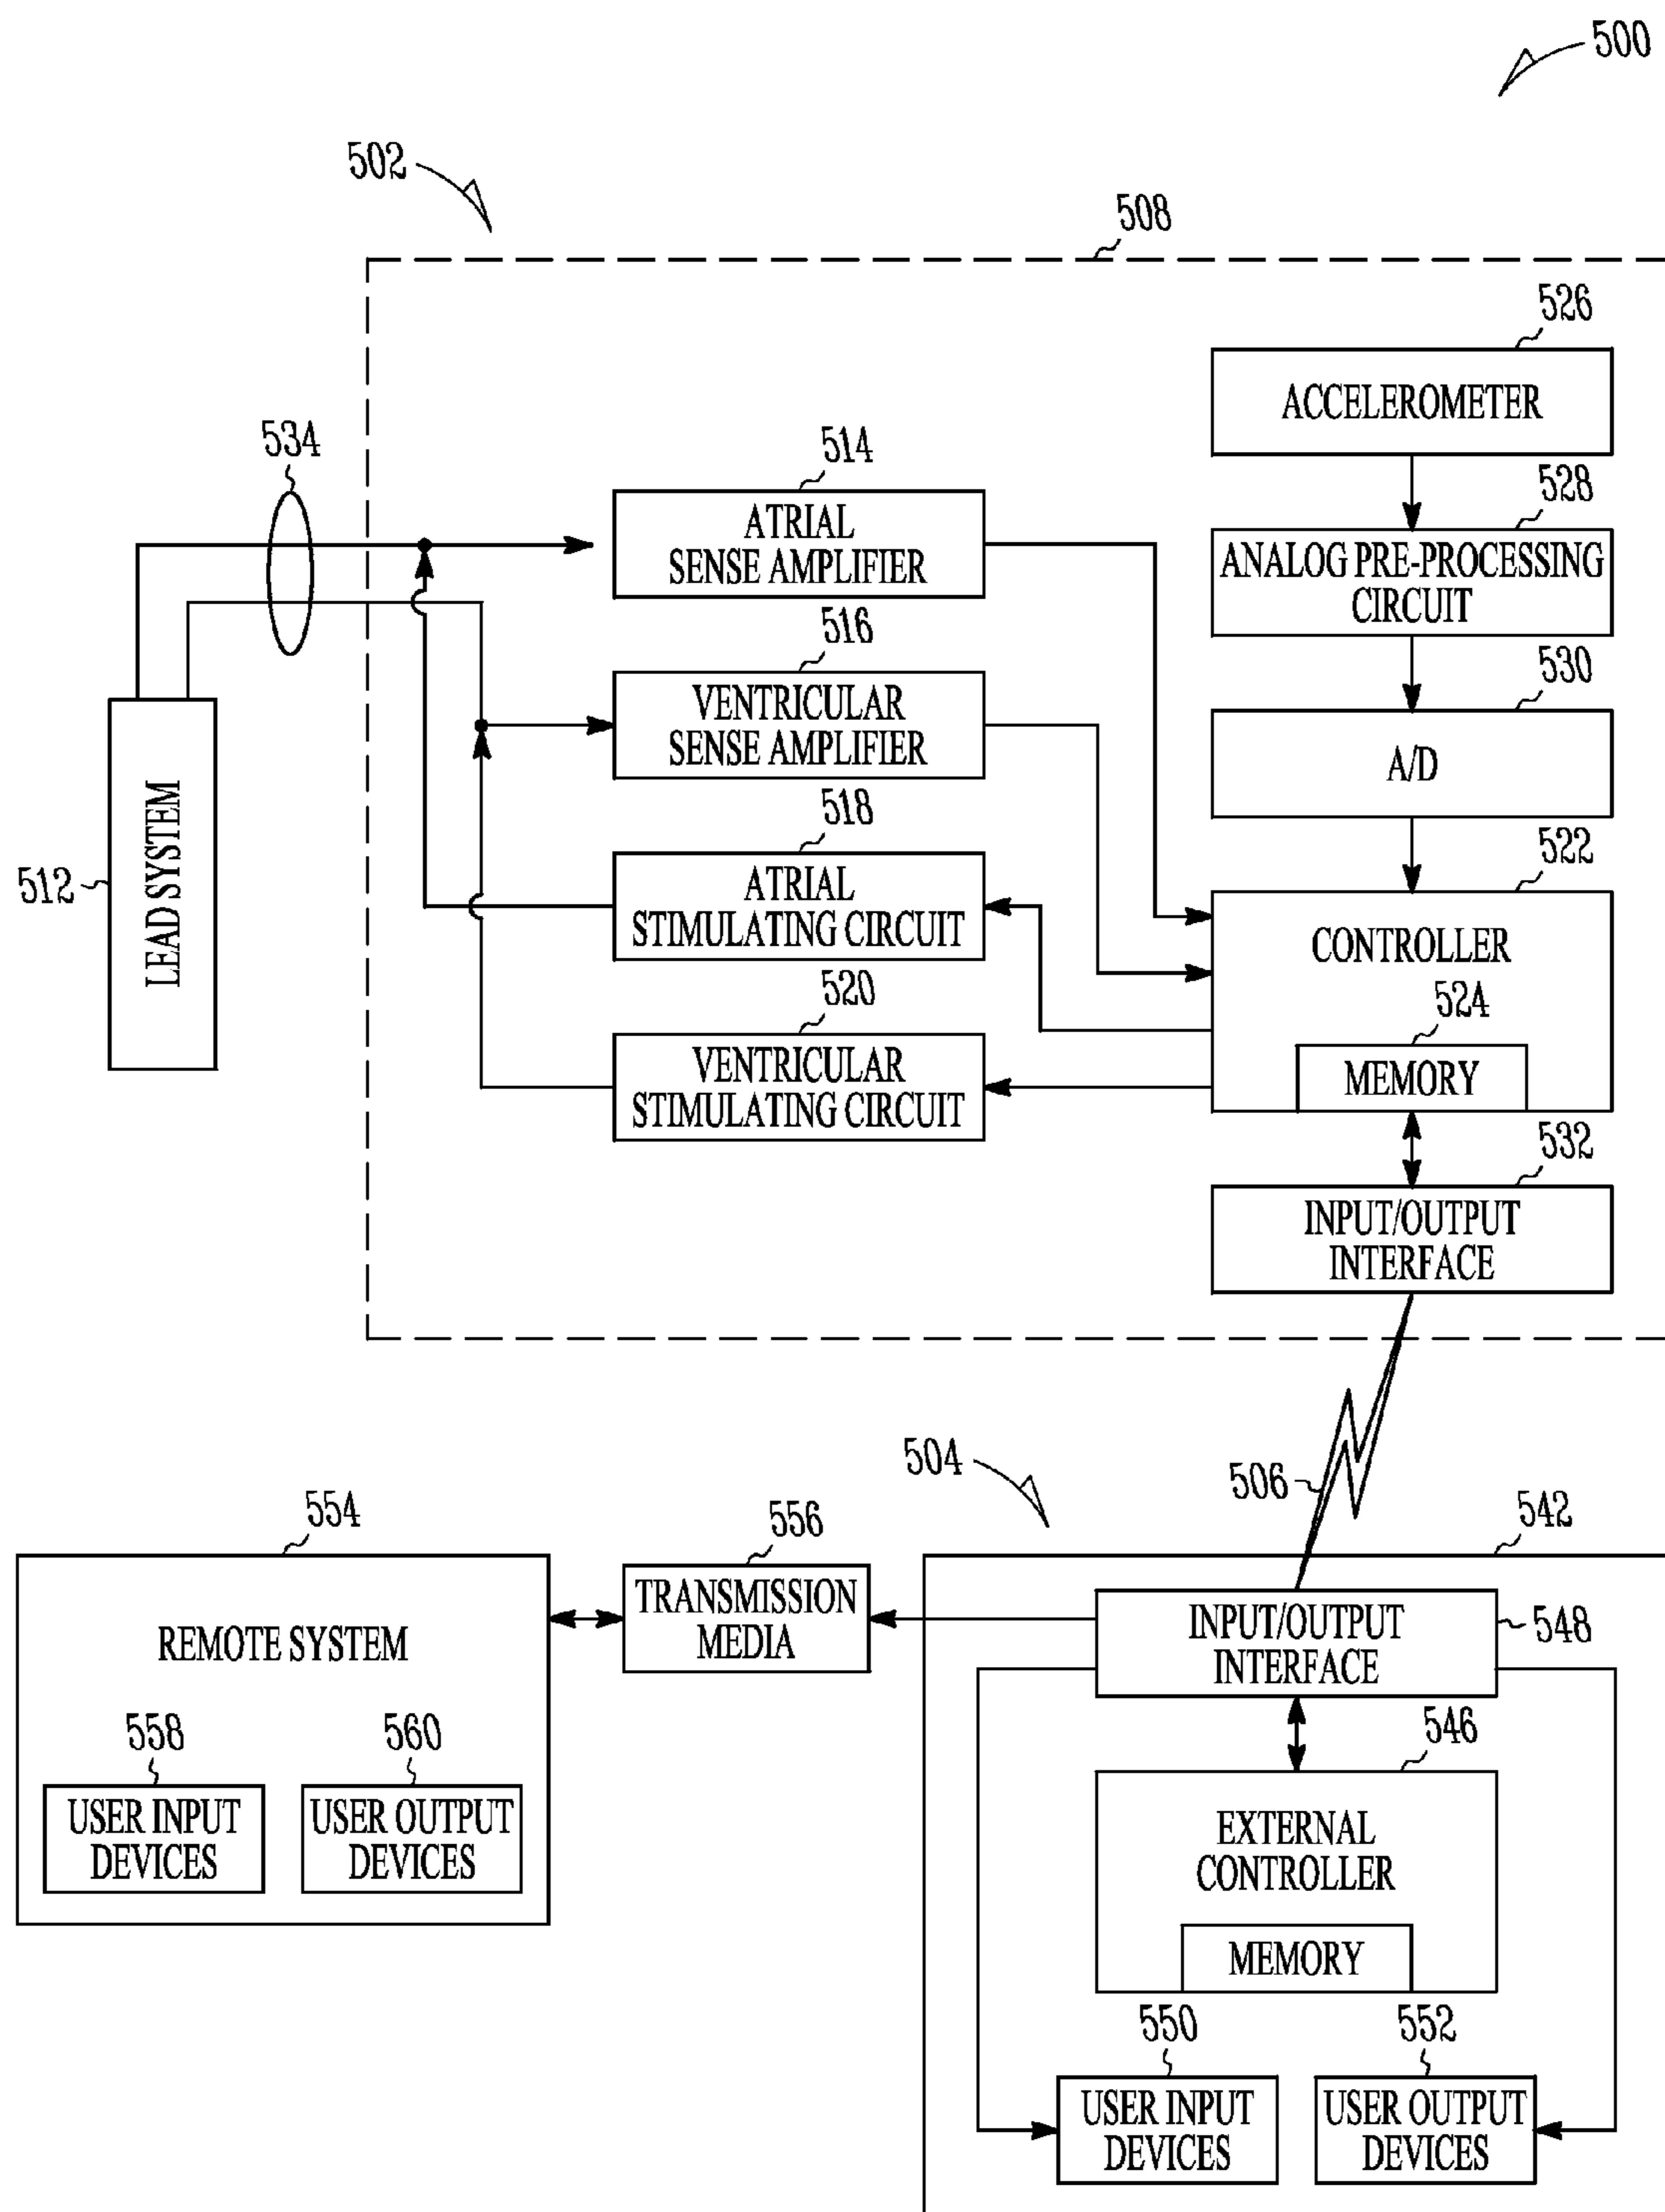 500
502
508
526
ACCELEROMETER
534
514
ATRIAL
SENSE AMPLIFIER
528
ANALOG PRE-PROCESSING
CIRCUIT
516
VENTRICULAR
SENSE AMPLIFIER
530
A/D
512
LEAD SYSTEM
518
ATRIAL
STIMULATING CIRCUIT
522
CONTROLLER
524
MEMORY
520
VENTRICULAR
STIMULATING CIRCUIT
532
INPUT/OUTPUT
INTERFACE
504
506
542
554
REMOTE SYSTEM
556
TRANSMISSION
MEDIA
INPUT/OUTPUT
INTERFACE
548
558
USER INPUT
DEVICES
560
USER OUTPUT
DEVICES
546
EXTERNAL
CONTROLLER
MEMORY
550
USER INPUT
DEVICES
552
USER OUTPUT
DEVICES